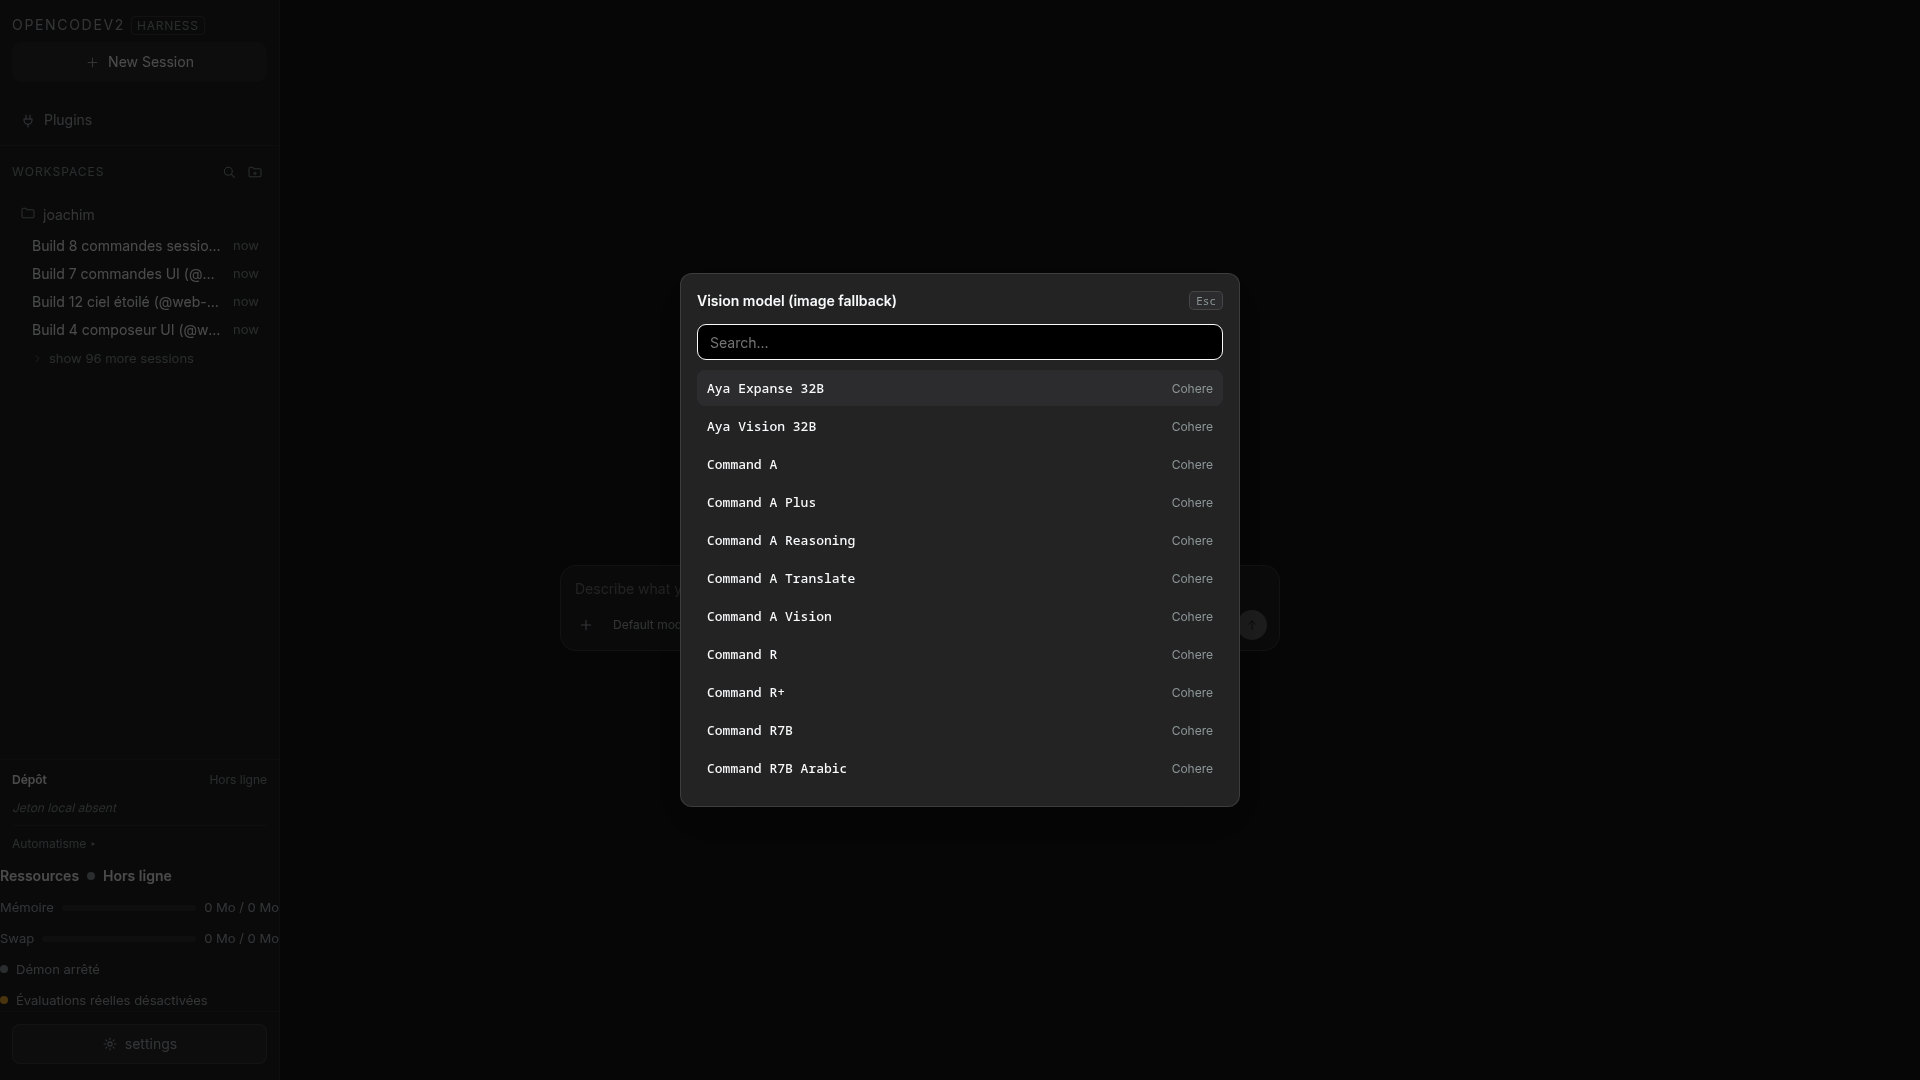 OPENCODEV2 HARNESS
New Session
Plugins
WORKSPACES
joachim
Build 8 commandes sessio... now
Build 7 commandes UI (@... now
Build 12 ciel étoilé (@web-... now
Build 4 composeur UI (@w... now
show 96 more sessions
Dépôt Hors ligne
Jeton local absent
Automatisme
Ressources Hors ligne
Mémoire 0 Mo / 0 Mo
Swap 0 Mo / 0 Mo
Démon arrêté
Évaluations réelles désactivées
settings
Describe what y
Default mod
Vision model (image fallback) Esc
Search...
Aya Expanse 32B Cohere
Aya Vision 32B Cohere
Command A Cohere
Command A Plus Cohere
Command A Reasoning Cohere
Command A Translate Cohere
Command A Vision Cohere
Command R Cohere
Command R+ Cohere
Command R7B Cohere
Command R7B Arabic Cohere